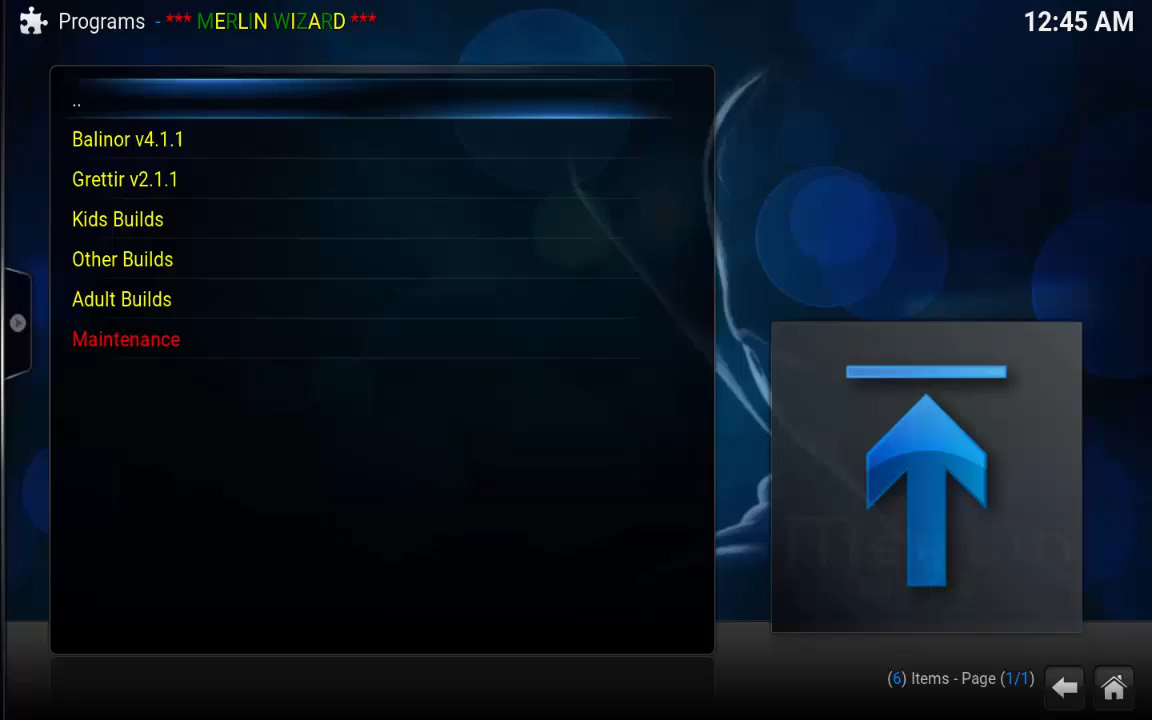 Programs - *** MERLIN WIZARD ***
12:45 AM
..
Balinor v4.1.1
Grettir v2.1.1
Kids Builds
Other Builds
Adult Builds
Maintenance
(6) Items - Page (1/1)